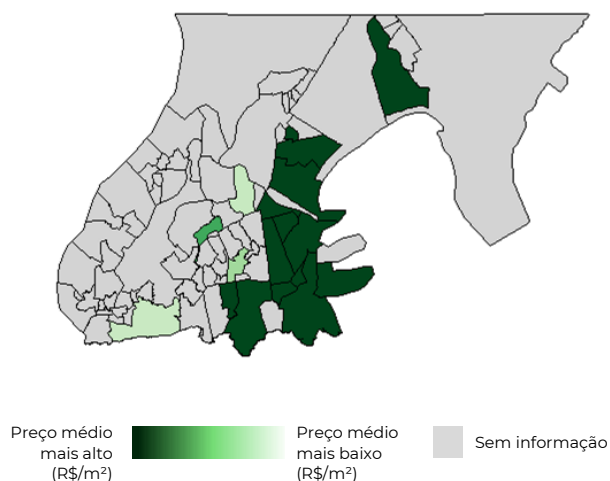 Preço médio
mais alto
(R$/m²)
Preço médio
mais baixo
(R$/m²)
Sem informação